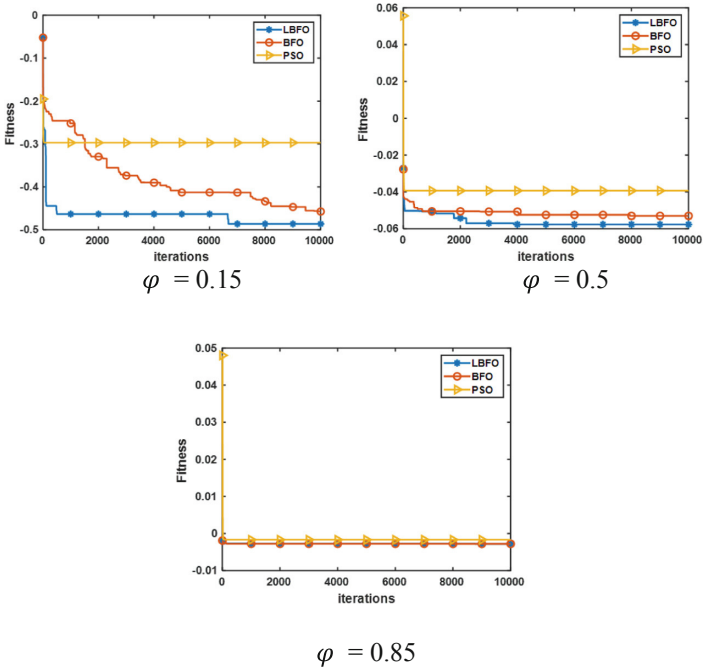 0
-0.1
-0.2
-0.3
-0.4
-0.5
Fitness
0 2000 4000 6000 8000 10000
iterations
LBFO
BFO
PSO
φ = 0.15
0.06
0.04
0.02
0
-0.02
-0.04
-0.06
Fitness
0 2000 4000 6000 8000 10000
iterations
LBFO
BFO
PSO
φ = 0.5
0.05
0.04
0.03
0.02
0.01
0
-0.01
Fitness
0 2000 4000 6000 8000 10000
iterations
LBFO
BFO
PSO
φ = 0.85